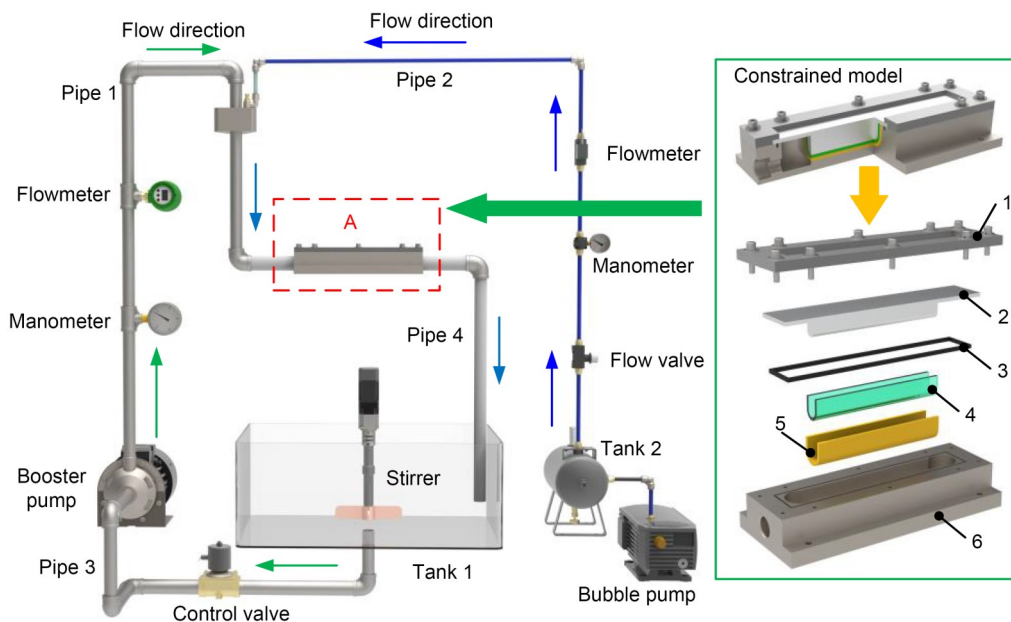 Flow direction
Flow direction
Pipe 1
Pipe 2
Constrained model
Flowmeter
Flowmeter
A
1
Manometer
Manometer
2
Pipe 4
3
Flow valve
4
5
Tank 2
Booster
pump
Stirrer
6
Pipe 3
Tank 1
Control valve
Bubble pump